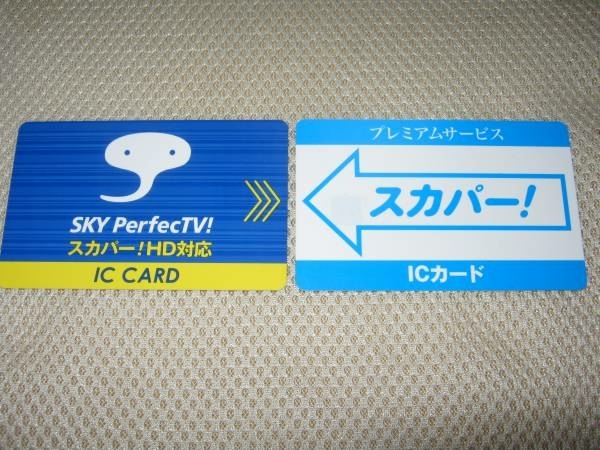 SKY PerfecTV!
スカパー!HD対応
IC CARD
プレミアムサービス
スカパー!
ICカード